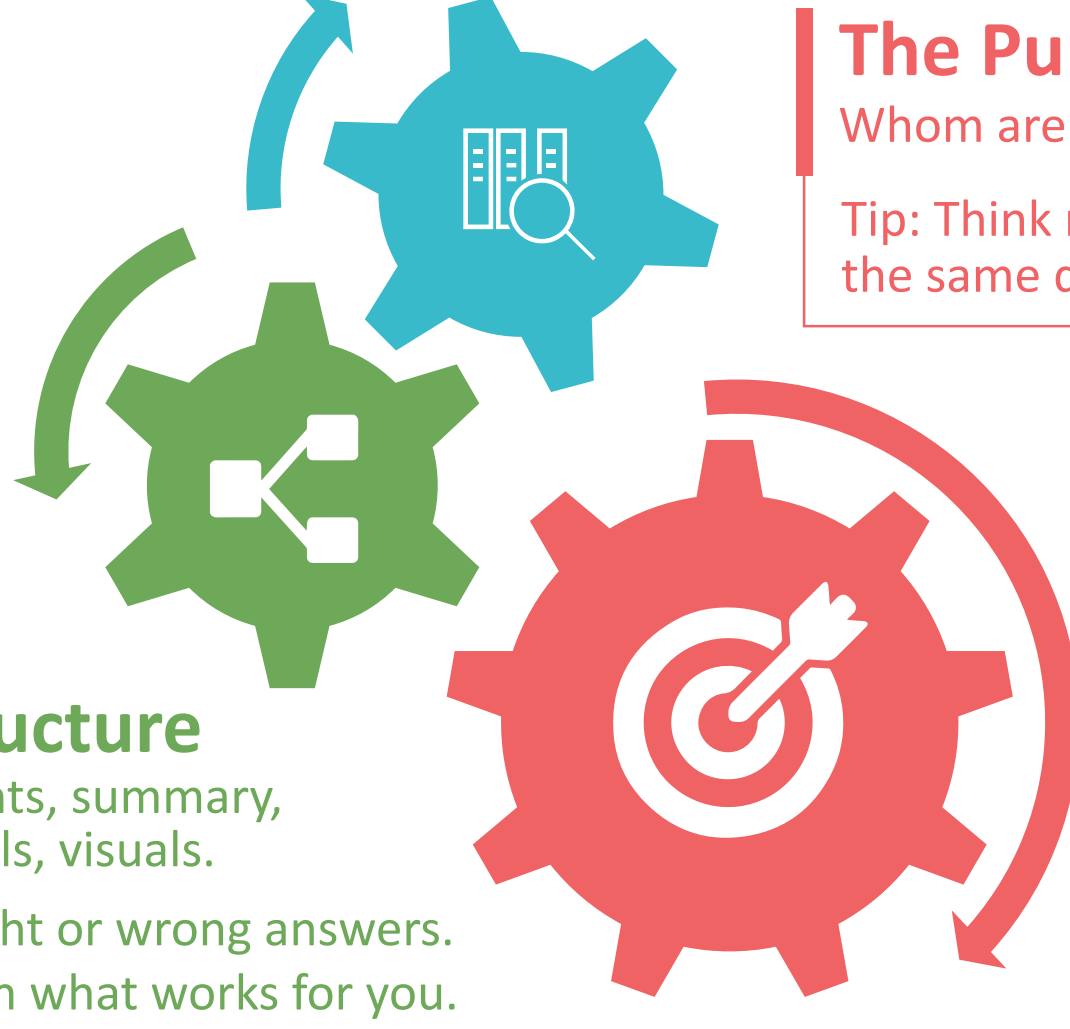 The Pu
Whom are
Tip: Think
the same
ucture
nts, summary,
ls, visuals.
ht or wrong answers.
what works for you.